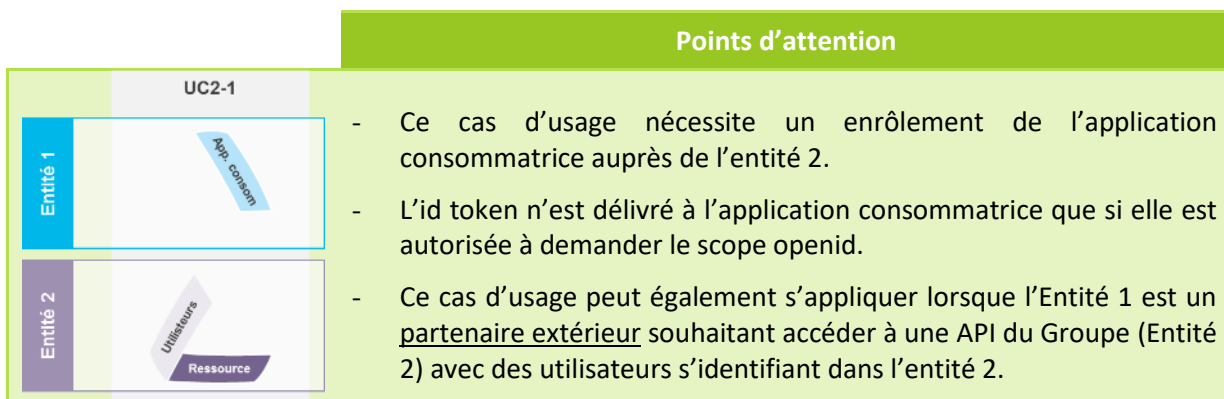 Points d’attention
UC2-1
Entité 1
App. consom
Entité 2
Utilisteurs
Ressource
- Ce cas d’usage nécessite un enrôlement de l’application
consommatrice auprès de l’entité 2.
- L’id token n’est délivré à l’application consommatrice que si elle est
autorisée à demander le scope openid.
- Ce cas d’usage peut également s’appliquer lorsque l’Entité 1 est un
partenaire extérieur souhaitant accéder à une API du Groupe (Entité
2) avec des utilisateurs s’identifiant dans l’entité 2.